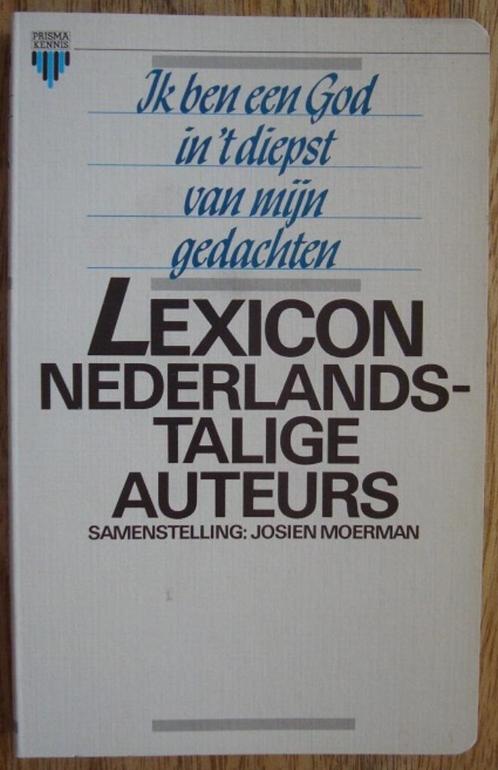 PRISMA
KENNIS
Ik ben een God
in 't diepst
van mijn
gedachten
LEXICON
NEDERLANDS-
TALIGE
AUTEURS
SAMENSTELLING: JOSIEN MOERMAN